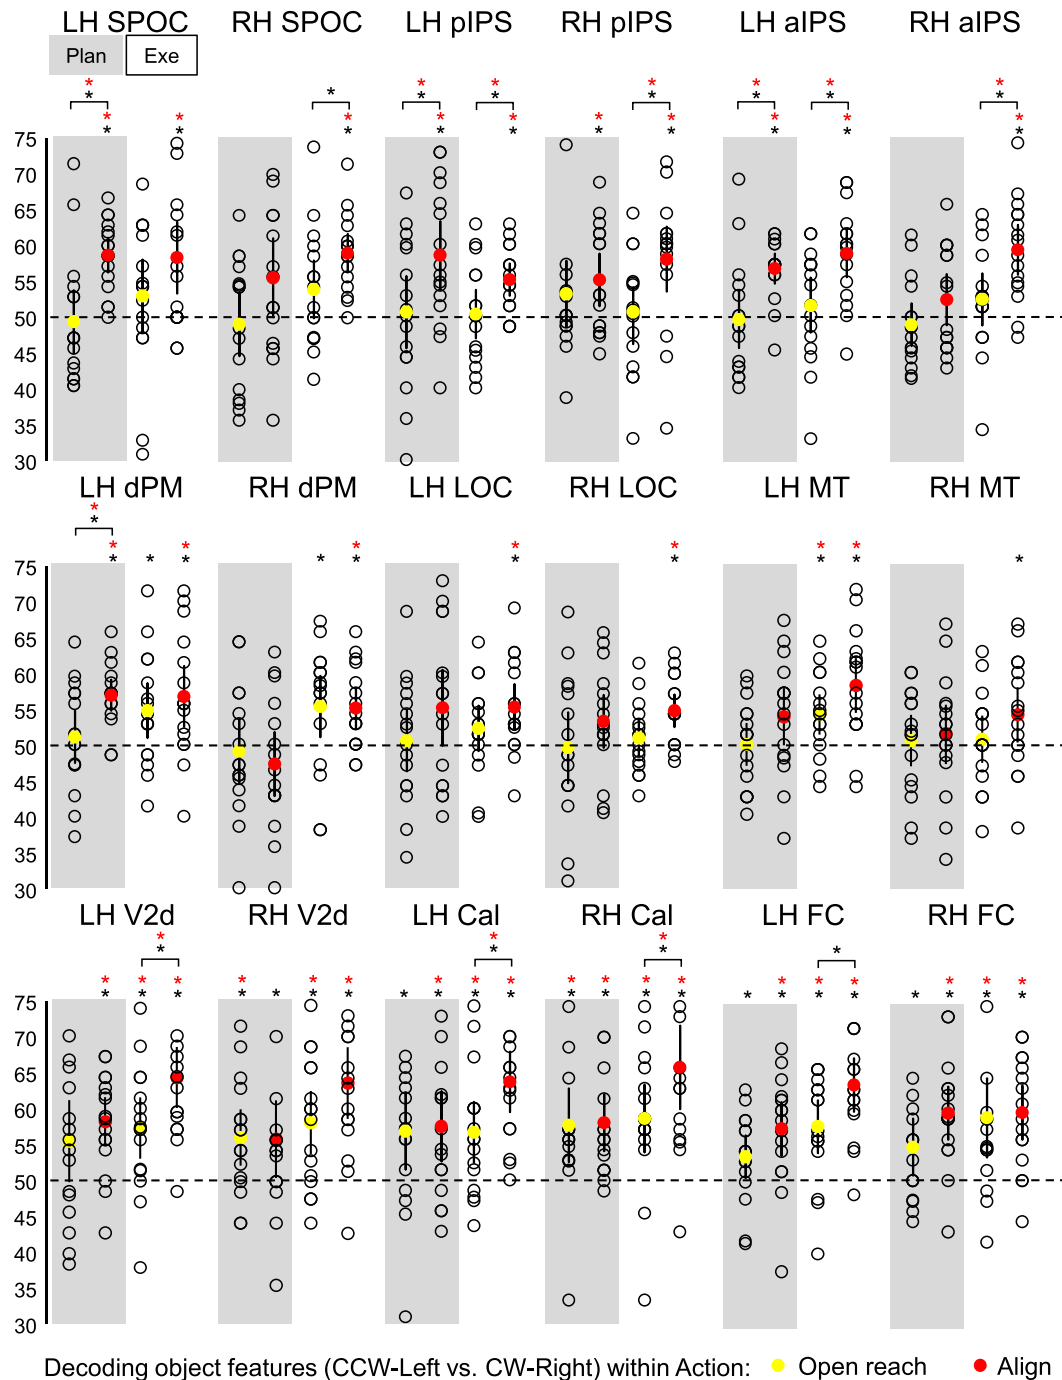 LH SPOC RH SPOC LH pIPS RH pIPS LH aIPS RH aIPS
Plan Exe
* * * * * * *
* * * * * * * *
* * * * * * * * *
* * * * * * * * * *
75
70
65
60
55
50
45
40
35
30
LH dPM RH dPM LH LOC RH LOC LH MT RH MT
*
*
* * * * * * *
* * * * * * * * * *
75
70
65
60
55
50
45
40
35
30
LH V2d RH V2d LH Cal RH Cal LH FC RH FC
* * *
* * * *
* * * * * * * * * * * * * * * * * *
* * * * * * * * * * * * * * * * * * * * * *
75
70
65
60
55
50
45
40
35
30
Decoding object features (CCW-Left vs. CW-Right) within Action: Open reach Align